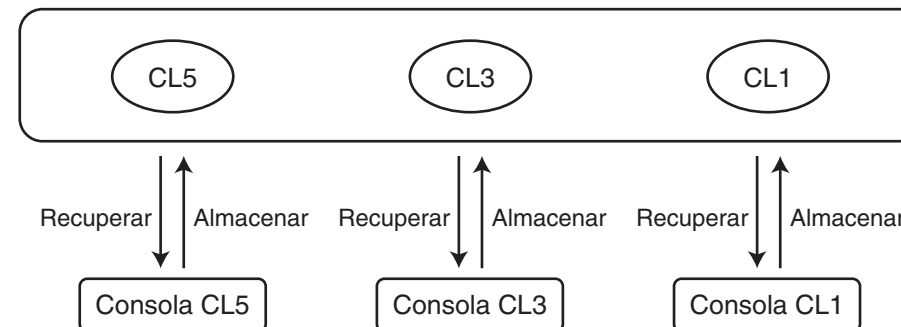 CL5 CL3 CL1
Recuperar Almacenar Recuperar Almacenar Recuperar Almacenar
Consola CL5 Consola CL3 Consola CL1